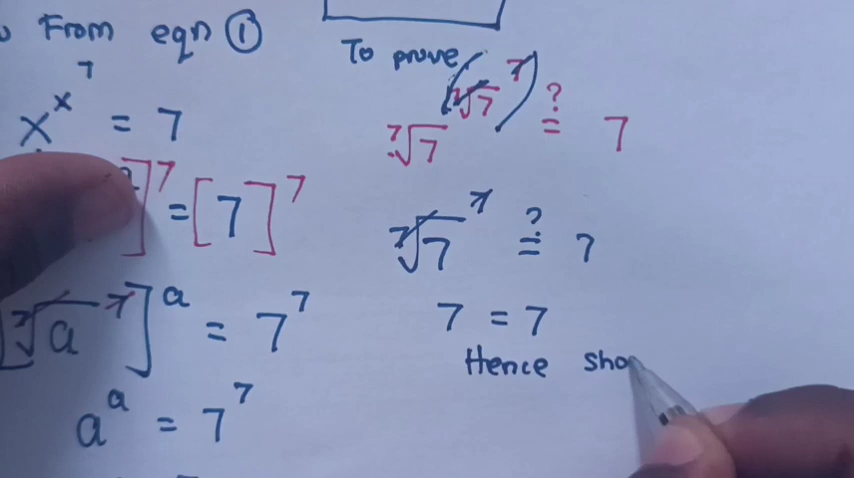 From eqn ①
x^x^7 = 7
]^7 = [7]^7
[⁷√a^7]^a = 7^7
a^a = 7^7
To prove
⁷√7^(⁷√7)^7 ≟ 7
⁷√7^7 ≟ 7
7 = 7
Hence sho